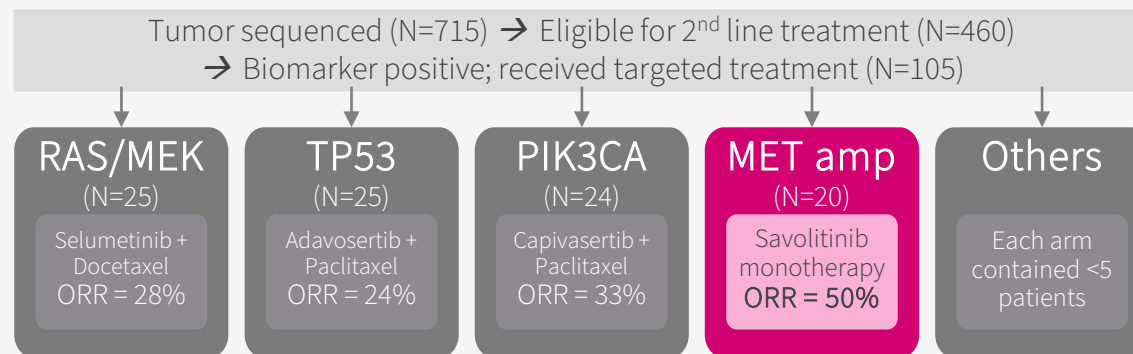 Tumor sequenced (N=715) → Eligible for 2nd line treatment (N=460)
→ Biomarker positive; received targeted treatment (N=105)
RAS/MEK
(N=25)
Selumetinib +
Docetaxel
ORR = 28%
TP53
(N=25)
Adavosertib +
Paclitaxel
ORR = 24%
PIK3CA
(N=24)
Capivasertib +
Paclitaxel
ORR = 33%
MET amp
(N=20)
Savolitinib
monotherapy
ORR = 50%
Others
Each arm
contained <5
patients